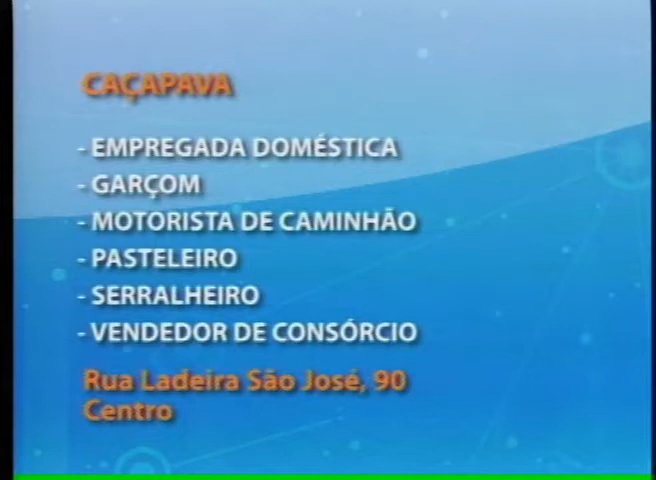 CAÇAPAVA
- EMPREGADA DOMÉSTICA
- GARÇOM
- MOTORISTA DE CAMINHÃO
- PASTELEIRO
- SERRALHEIRO
- VENDEDOR DE CONSÓRCIO
Rua Ladeira São José, 90
Centro